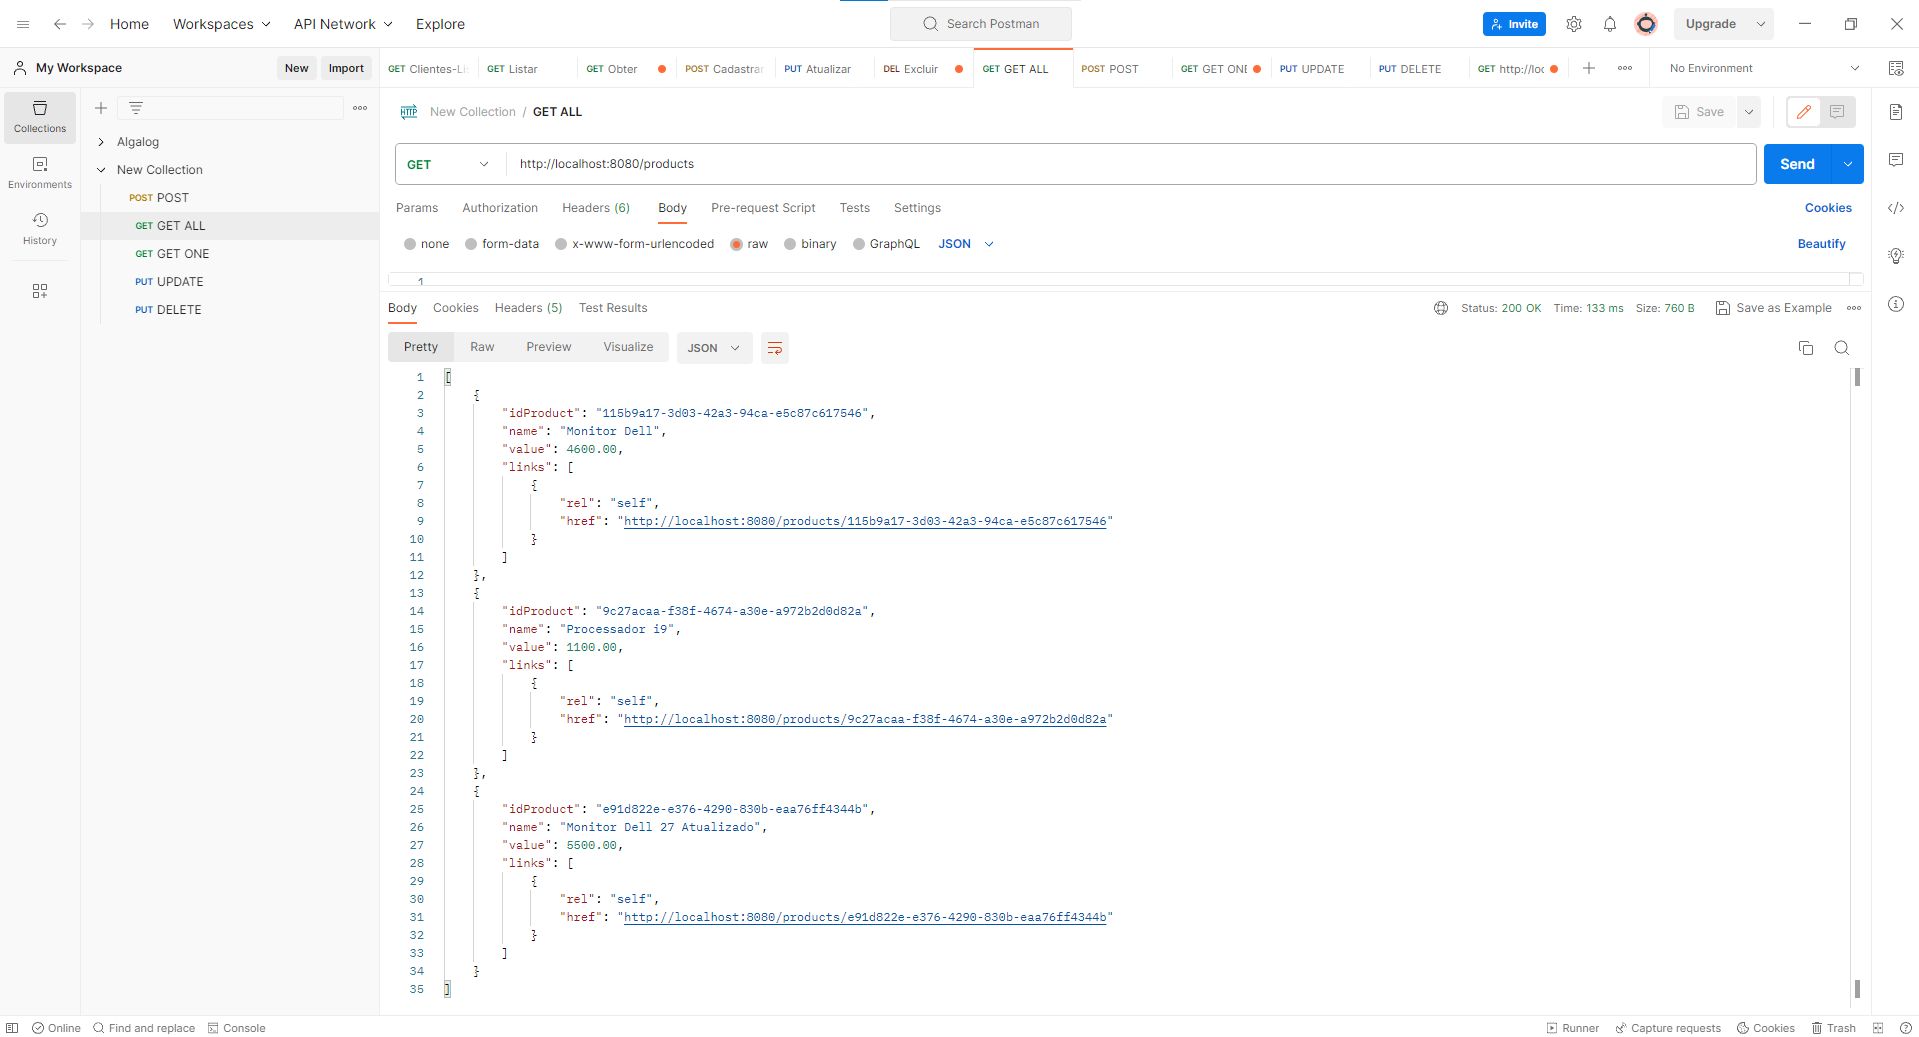 Home Workspaces API Network Explore Search Postman Invite Upgrade
My Workspace New Import GET Clientes-Lis GET Listar GET Obter POST Cadastrar PUT Atualizar DEL Excluir GET GET ALL POST POST GET GET ONE PUT UPDATE PUT DELETE GET http://loc No Environment
Collections
Environments
History
Algalog
New Collection
POST POST
GET GET ALL
GET GET ONE
PUT UPDATE
PUT DELETE
HTTP New Collection / GET ALL Save
GET http://localhost:8080/products Send
Params Authorization Headers (6) Body Pre-request Script Tests Settings Cookies
none form-data x-www-form-urlencoded raw binary GraphQL JSON Beautify
1
Body Cookies Headers (5) Test Results Status: 200 OK Time: 133 ms Size: 760 B Save as Example
Pretty Raw Preview Visualize JSON
1 [
2 {
3 "idProduct": "115b9a17-3d03-42a3-94ca-e5c87c617546",
4 "name": "Monitor Dell",
5 "value": 4600.00,
6 "links": [
7 {
8 "rel": "self",
9 "href": "http://localhost:8080/products/115b9a17-3d03-42a3-94ca-e5c87c617546"
10 }
11 ]
12 },
13 {
14 "idProduct": "9c27acaa-f38f-4674-a30e-a972b2d0d82a",
15 "name": "Processador i9",
16 "value": 1100.00,
17 "links": [
18 {
19 "rel": "self",
20 "href": "http://localhost:8080/products/9c27acaa-f38f-4674-a30e-a972b2d0d82a"
21 }
22 ]
23 },
24 {
25 "idProduct": "e91d822e-e376-4290-830b-eaa76ff4344b",
26 "name": "Monitor Dell 27 Atualizado",
27 "value": 5500.00,
28 "links": [
29 {
30 "rel": "self",
31 "href": "http://localhost:8080/products/e91d822e-e376-4290-830b-eaa76ff4344b"
32 }
33 ]
34 }
35 ]
Online Find and replace Console Runner Capture requests Cookies Trash